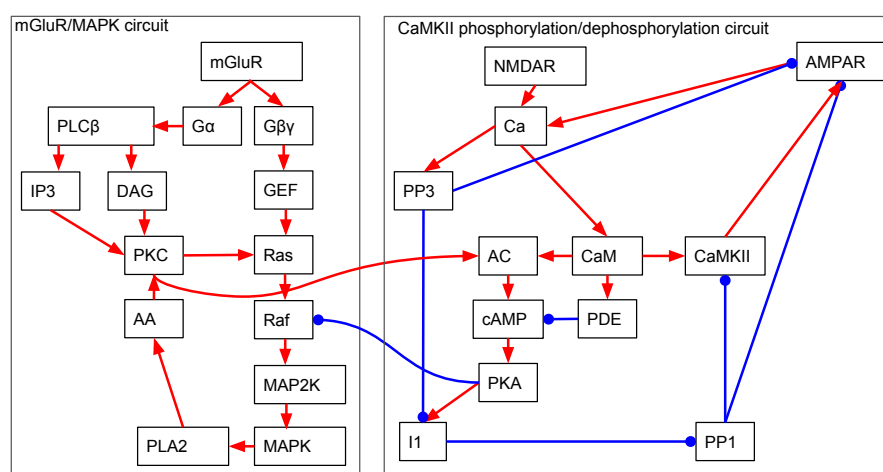 mGluR/MAPK circuit
mGluR
PLCβ
Gα
Gβγ
IP3
DAG
GEF
PKC
Ras
AA
Raf
MAP2K
PLA2
MAPK
CaMKII phosphorylation/dephosphorylation circuit
NMDAR
AMPAR
Ca
PP3
AC
CaM
CaMKII
cAMP
PDE
PKA
I1
PP1